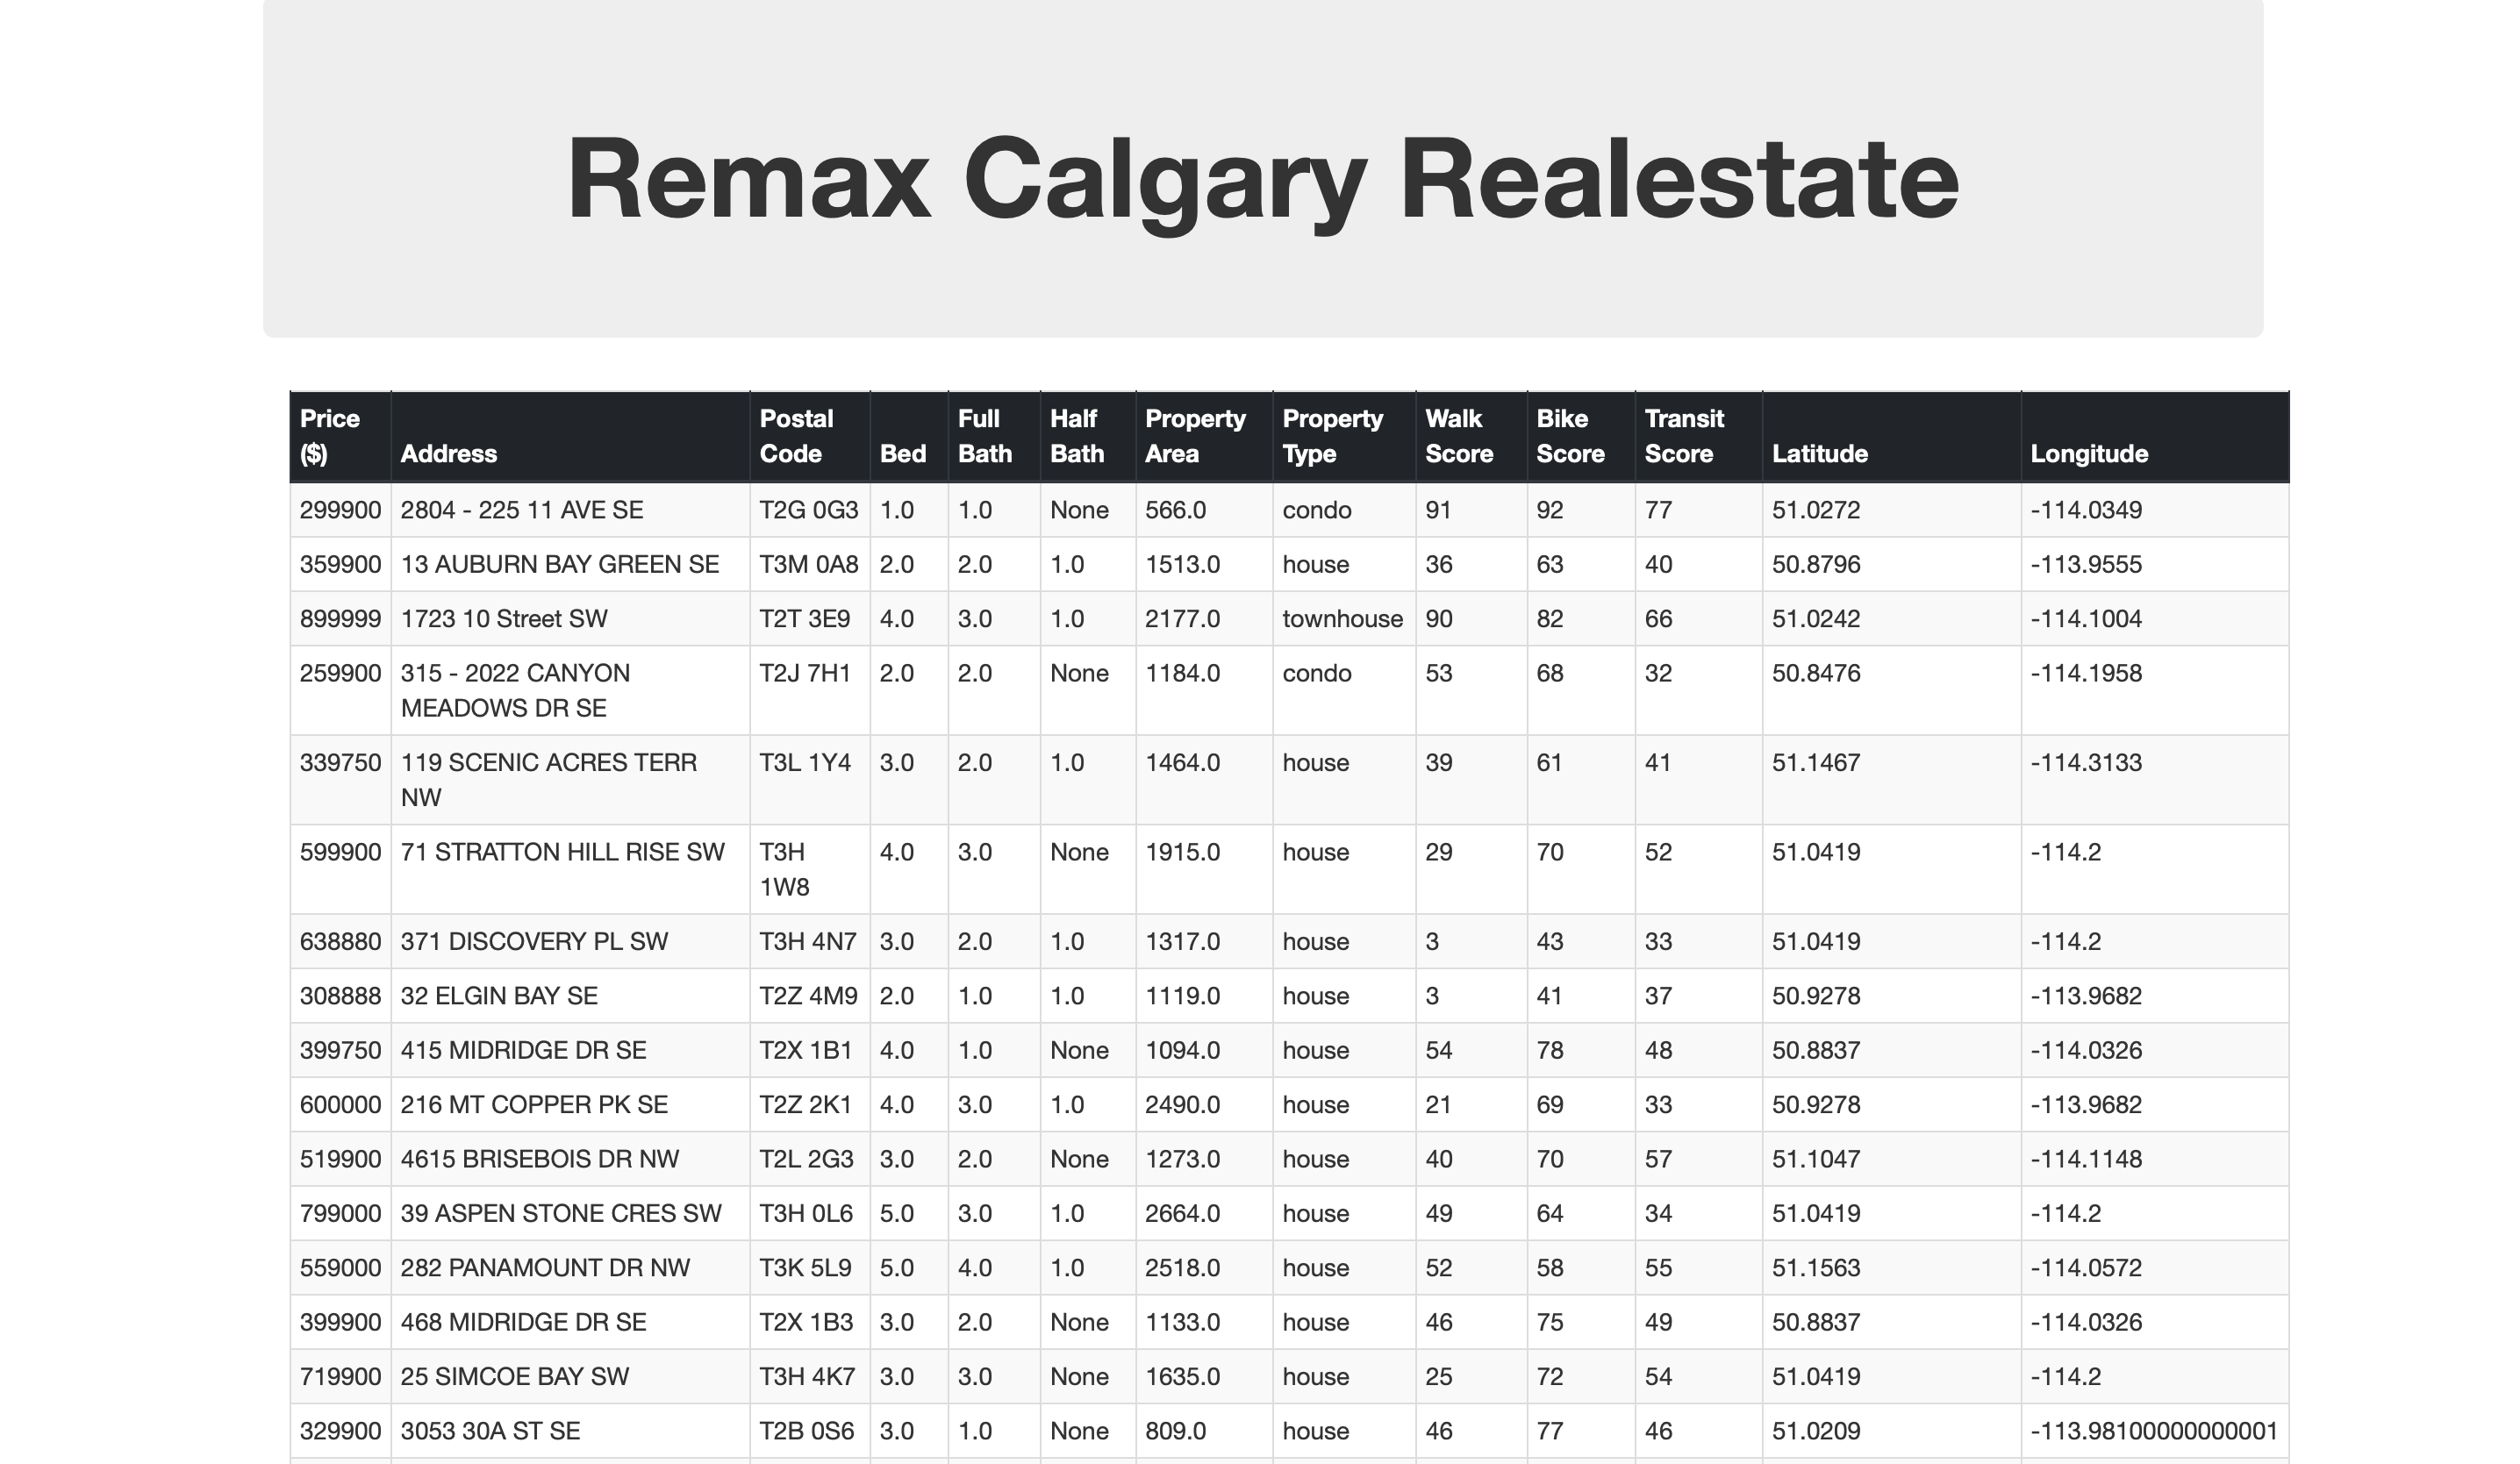 Remax Calgary Realestate
Price ($) Address Postal Code Bed Full Bath Half Bath Property Area Property Type Walk Score Bike Score Transit Score Latitude Longitude
299900 2804 - 225 11 AVE SE T2G 0G3 1.0 1.0 None 566.0 condo 91 92 77 51.0272 -114.0349
359900 13 AUBURN BAY GREEN SE T3M 0A8 2.0 2.0 1.0 1513.0 house 36 63 40 50.8796 -113.9555
899999 1723 10 Street SW T2T 3E9 4.0 3.0 1.0 2177.0 townhouse 90 82 66 51.0242 -114.1004
259900 315 - 2022 CANYON MEADOWS DR SE T2J 7H1 2.0 2.0 None 1184.0 condo 53 68 32 50.8476 -114.1958
339750 119 SCENIC ACRES TERR NW T3L 1Y4 3.0 2.0 1.0 1464.0 house 39 61 41 51.1467 -114.3133
599900 71 STRATTON HILL RISE SW T3H 1W8 4.0 3.0 None 1915.0 house 29 70 52 51.0419 -114.2
638880 371 DISCOVERY PL SW T3H 4N7 3.0 2.0 1.0 1317.0 house 3 43 33 51.0419 -114.2
308888 32 ELGIN BAY SE T2Z 4M9 2.0 1.0 1.0 1119.0 house 3 41 37 50.9278 -113.9682
399750 415 MIDRIDGE DR SE T2X 1B1 4.0 1.0 None 1094.0 house 54 78 48 50.8837 -114.0326
600000 216 MT COPPER PK SE T2Z 2K1 4.0 3.0 1.0 2490.0 house 21 69 33 50.9278 -113.9682
519900 4615 BRISEBOIS DR NW T2L 2G3 3.0 2.0 None 1273.0 house 40 70 57 51.1047 -114.1148
799000 39 ASPEN STONE CRES SW T3H 0L6 5.0 3.0 1.0 2664.0 house 49 64 34 51.0419 -114.2
559000 282 PANAMOUNT DR NW T3K 5L9 5.0 4.0 1.0 2518.0 house 52 58 55 51.1563 -114.0572
399900 468 MIDRIDGE DR SE T2X 1B3 3.0 2.0 None 1133.0 house 46 75 49 50.8837 -114.0326
719900 25 SIMCOE BAY SW T3H 4K7 3.0 3.0 None 1635.0 house 25 72 54 51.0419 -114.2
329900 3053 30A ST SE T2B 0S6 3.0 1.0 None 809.0 house 46 77 46 51.0209 -113.98100000000001